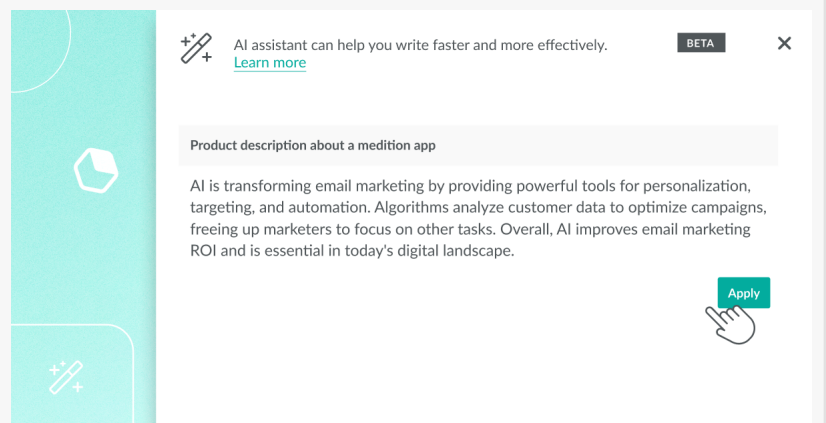 AI assistant can help you write faster and more effectively.
Learn more
BETA
Product description about a medition app
AI is transforming email marketing by providing powerful tools for personalization,
targeting, and automation. Algorithms analyze customer data to optimize campaigns,
freeing up marketers to focus on other tasks. Overall, AI improves email marketing
ROI and is essential in today's digital landscape.
Apply